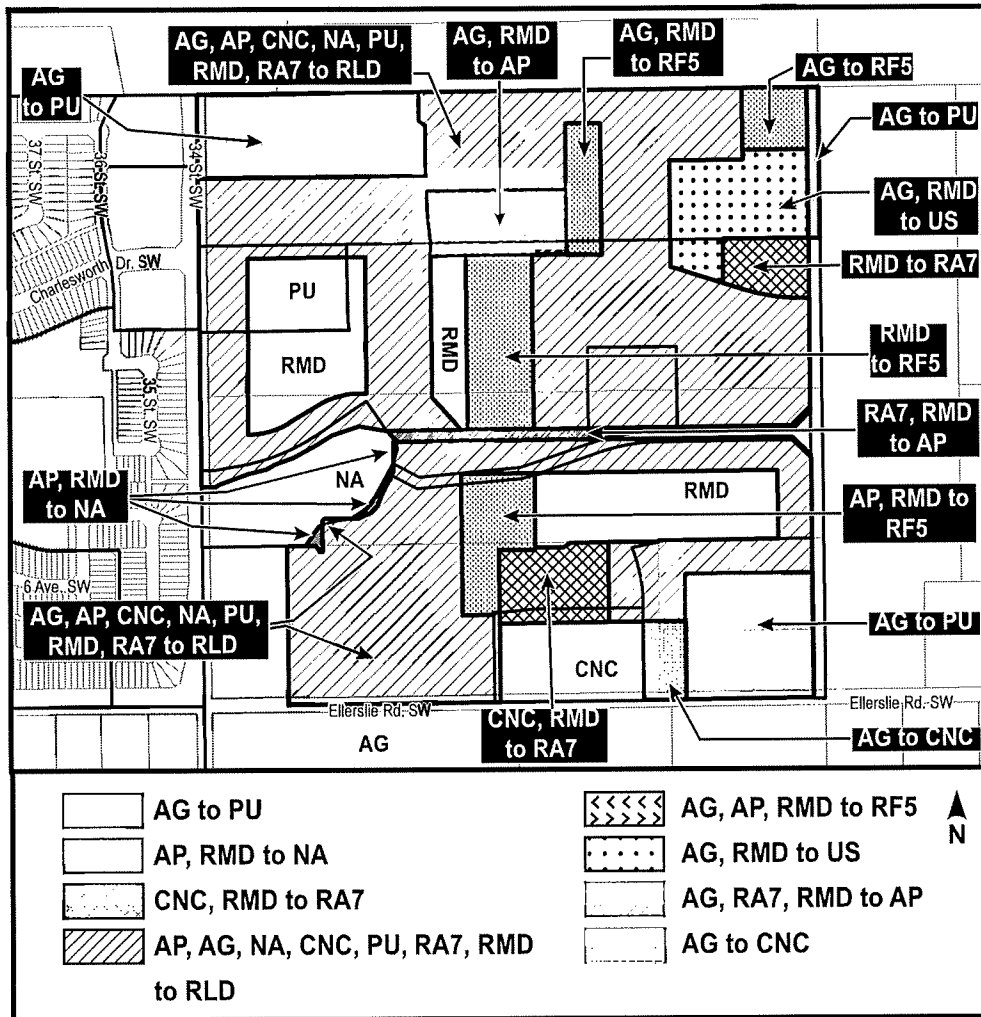 AG, AP, CNC, NA, PU,
RMD, RA7 to RLD
AG, RMD
to AP
AG, RMD
to RF5
AG to RF5
AG
to PU
AG to PU
37 St. SW
36 St. SW
34 St. SW
AG, RMD
to US
Charlesworth Dr. SW
RMD to RA7
PU
RMD
RMD
RMD
to RF5
35 St. SW
RA7, RMD
to AP
AP, RMD
to NA
NA
RMD
AP, RMD to
RF5
6 Ave. SW
AG, AP, CNC, NA, PU,
RMD, RA7 to RLD
AG to PU
CNC
Ellerslie Rd. SW
Ellerslie Rd. SW
CNC, RMD
to RA7
AG
AG to CNC
AG to PU
AP, RMD to NA
CNC, RMD to RA7
AP, AG, NA, CNC, PU, RA7, RMD
to RLD
AG, AP, RMD to RF5
AG, RMD to US
AG, RA7, RMD to AP
AG to CNC
N